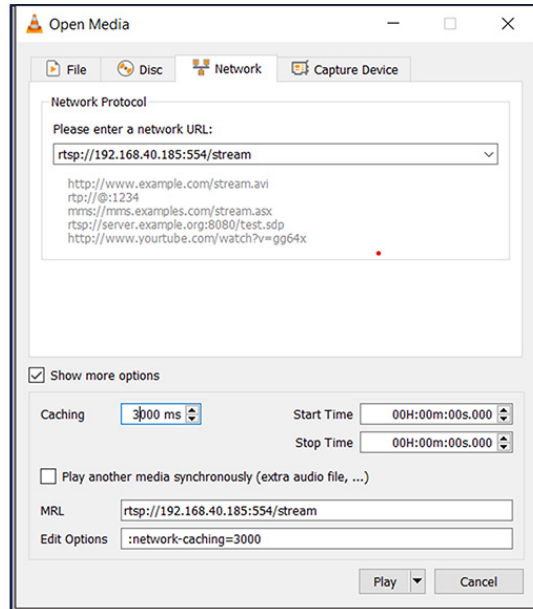 Open Media
File Disc Network Capture Device
Network Protocol
Please enter a network URL:
rtsp://192.168.40.185:554/stream
http://www.example.com/stream.avi
rtp://@:1234
mms://mms.examples.com/stream.asx
rtsp://server.example.org:8080/test.sdp
http://www.yourtube.com/watch?v=gg64x
Show more options
Caching 3000 ms Start Time 00H:00m:00s.000
Stop Time 00H:00m:00s.000
Play another media synchronously (extra audio file, ...)
MRL rtsp://192.168.40.185:554/stream
Edit Options :network-caching=3000
Play Cancel